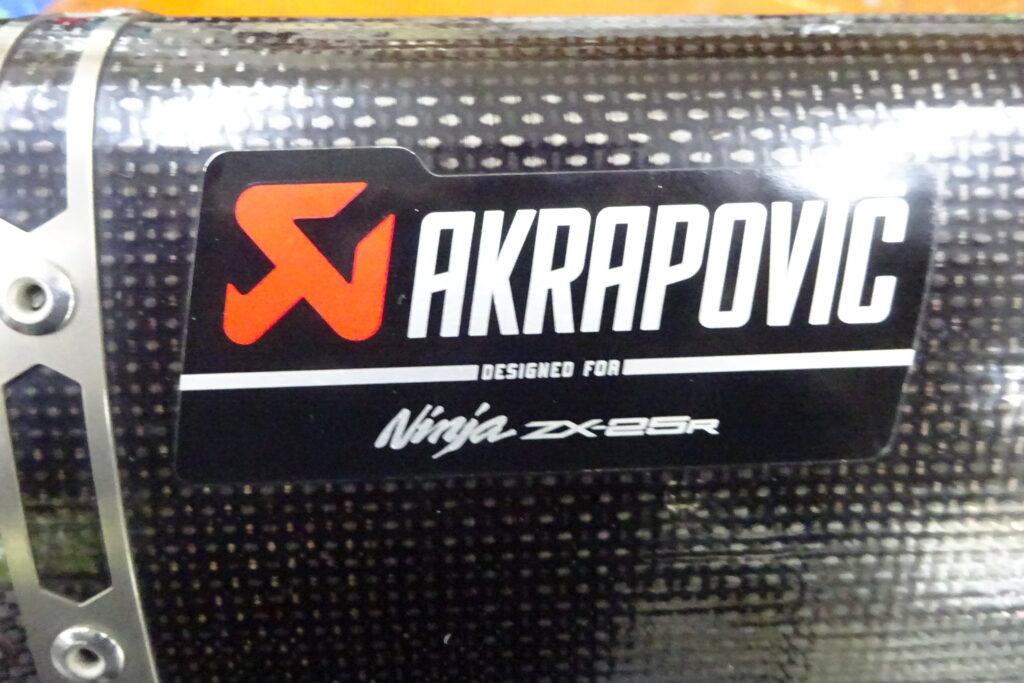 AKRAPOVIC
DESIGNED FOR
Ninja ZX-25R